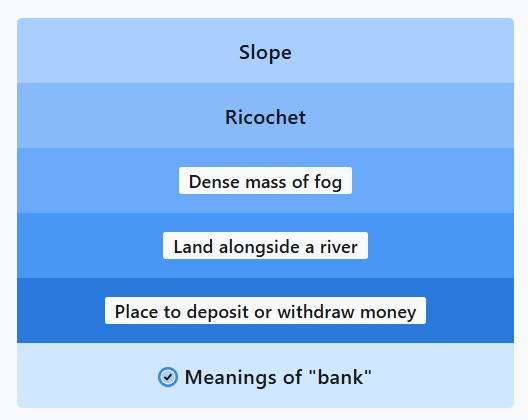 Slope
Ricochet
Dense mass of fog
Land alongside a river
Place to deposit or withdraw money
Meanings of "bank"